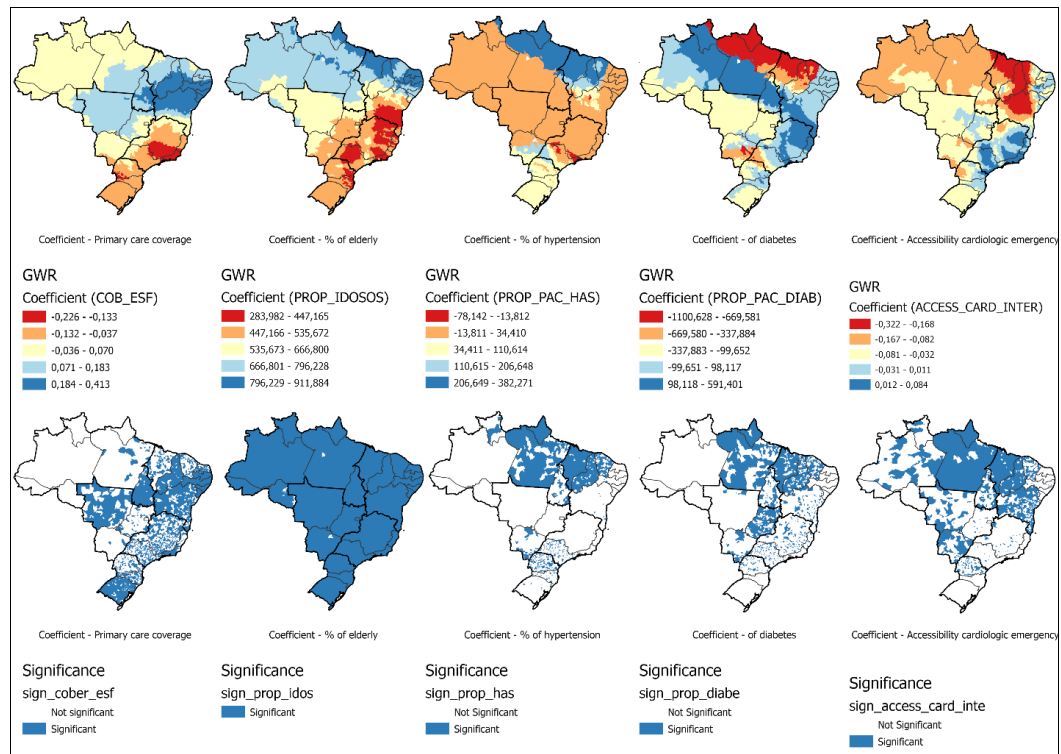 Coefficient - Primary care coverage
Coefficient - % of elderly
Coefficient - % of hypertension
Coefficient - of diabetes
Coefficient - Accessibility cardiologic emergency
GWR
Coefficient (COB_ESF)
-0,226 - -0,133
-0,132 - -0,037
-0,036 - 0,070
0,071 - 0,183
0,184 - 0,413
GWR
Coefficient (PROP_IDOSOS)
283,982 - 447,165
447,166 - 535,672
535,673 - 666,800
666,801 - 796,228
796,229 - 911,884
GWR
Coefficient (PROP_PAC_HAS)
-78,142 - -13,812
-13,811 - 34,410
34,411 - 110,614
110,615 - 206,648
206,649 - 382,271
GWR
Coefficient (PROP_PAC_DIAB)
-1100,628 - -669,581
-669,580 - -337,884
-337,883 - -99,652
-99,651 - 98,117
98,118 - 591,401
GWR
Coefficient (ACCESS_CARD_INTER)
-0,322 - -0,168
-0,167 - -0,082
-0,081 - -0,032
-0,031 - 0,011
0,012 - 0,084
Coefficient - Primary care coverage
Coefficient - % of elderly
Coefficient - % of hypertension
Coefficient - of diabetes
Coefficient - Accessibility cardiologic emergency
Significance
sign_cober_esf
Not significant
Significant
Significance
sign_prop_idos
Significant
Significance
sign_prop_has
Not significant
Significant
Significance
sign_prop_diabe
Not significant
Significant
Significance
sign_access_card_inte
Not Significant
Significant